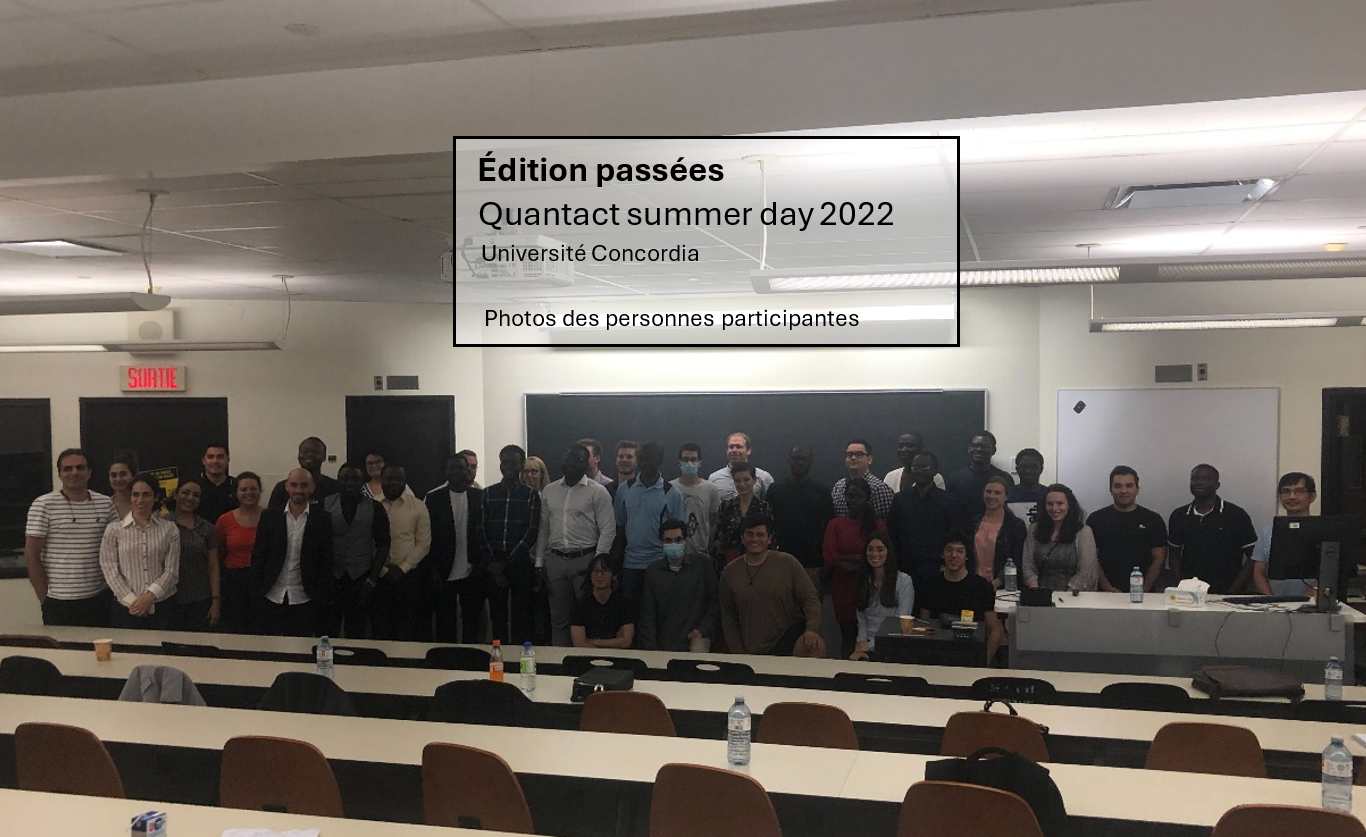 Édition passées
Quantact summer day 2022
Université Concordia
Photos des personnes participantes
SORTIE